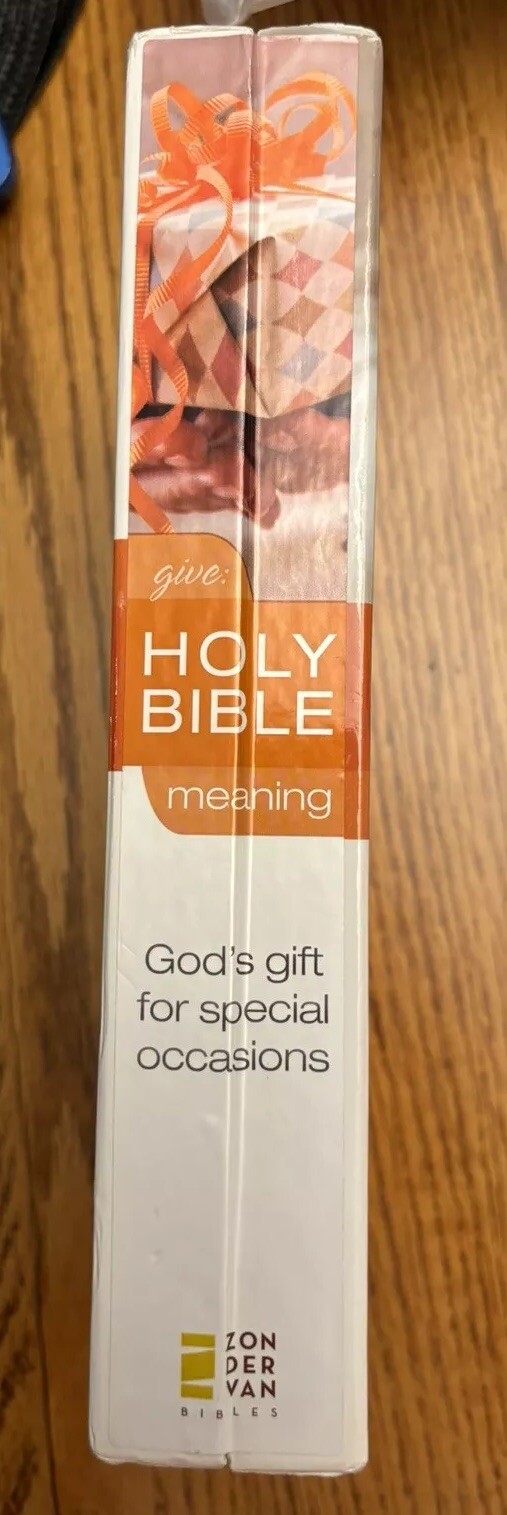 give:
HOLY
BIBLE
meaning
God's gift
for special
occasions
ZON
DER
VAN
BIBLES